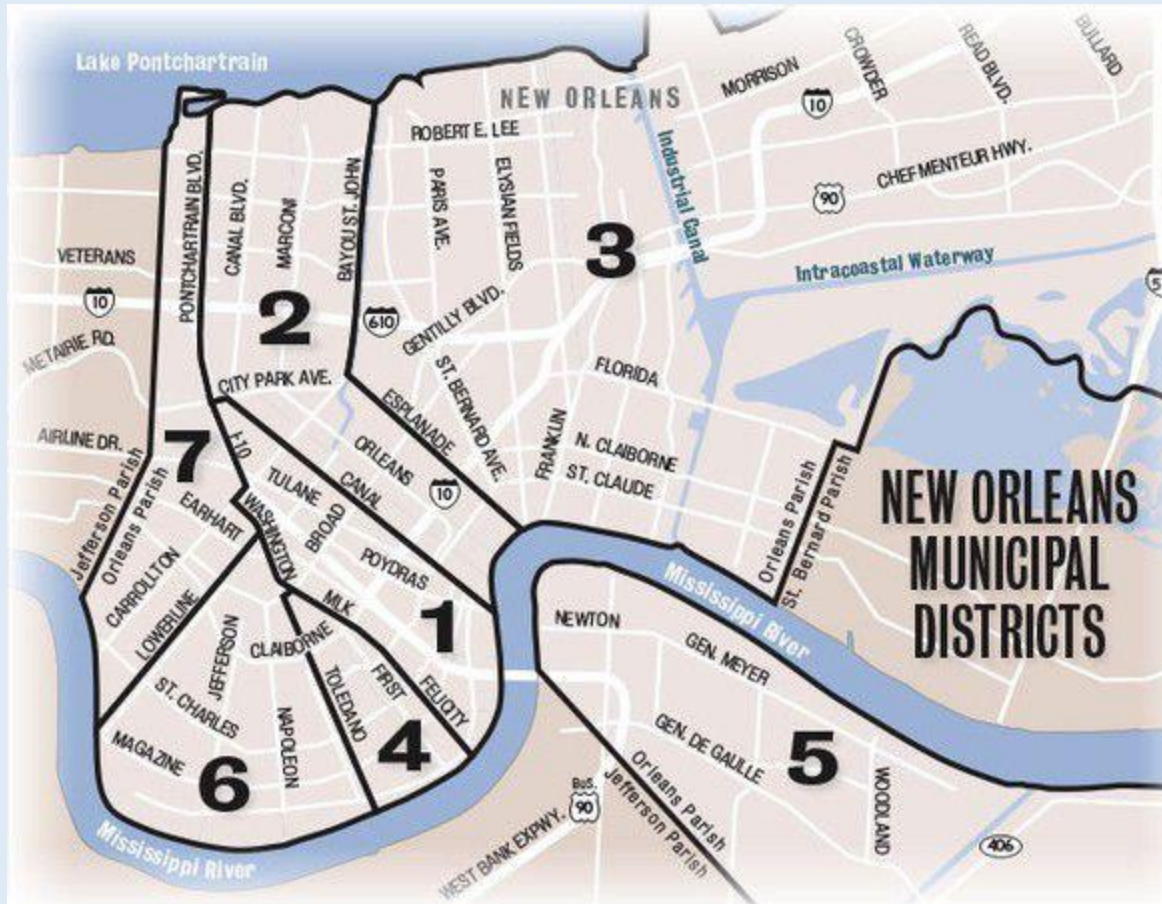 Lake Pontchartrain
NEW ORLEANS
MORRISON
CROWDER
READ BLVD.
BULLARD
10
ROBERT E. LEE
CHEF MENTEUR HWY.
90
Industrial Canal
PONTCHARTRAIN BLVD.
CANAL BLVD.
MARCONI
BAYOU ST. JOHN
PARIS AVE.
ELYSIAN FIELDS
3
Intracoastal Waterway
VETERANS
10
2
610
GENTILLY BLVD.
METAIRIE RD.
CITY PARK AVE.
ST. BERNARD AVE.
FLORIDA
ESPLANADE
FRANKLIN
N. CLAIBORNE
ST. CLAUDE
AIRLINE DR.
7
I-10
ORLEANS
CANAL
10
TULANE
BROAD
WASHINGTON
EARHART
Jefferson Parish
Orleans Parish
CARROLLTON
LOWERLINE
POYDRAS
MLK
1
Orleans Parish
St. Bernard Parish
NEW ORLEANS
MUNICIPAL
DISTRICTS
Mississippi River
NEWTON
GEN. MEYER
JEFFERSON
CLAIBORNE
TOLEDANO
FIRST
FELICITY
4
ST. CHARLES
NAPOLEON
MAGAZINE
6
GEN. DE GAULLE
5
WOODLAND
Orleans Parish
Jefferson Parish
BUS.
90
WEST BANK EXPWY.
406
Mississippi River